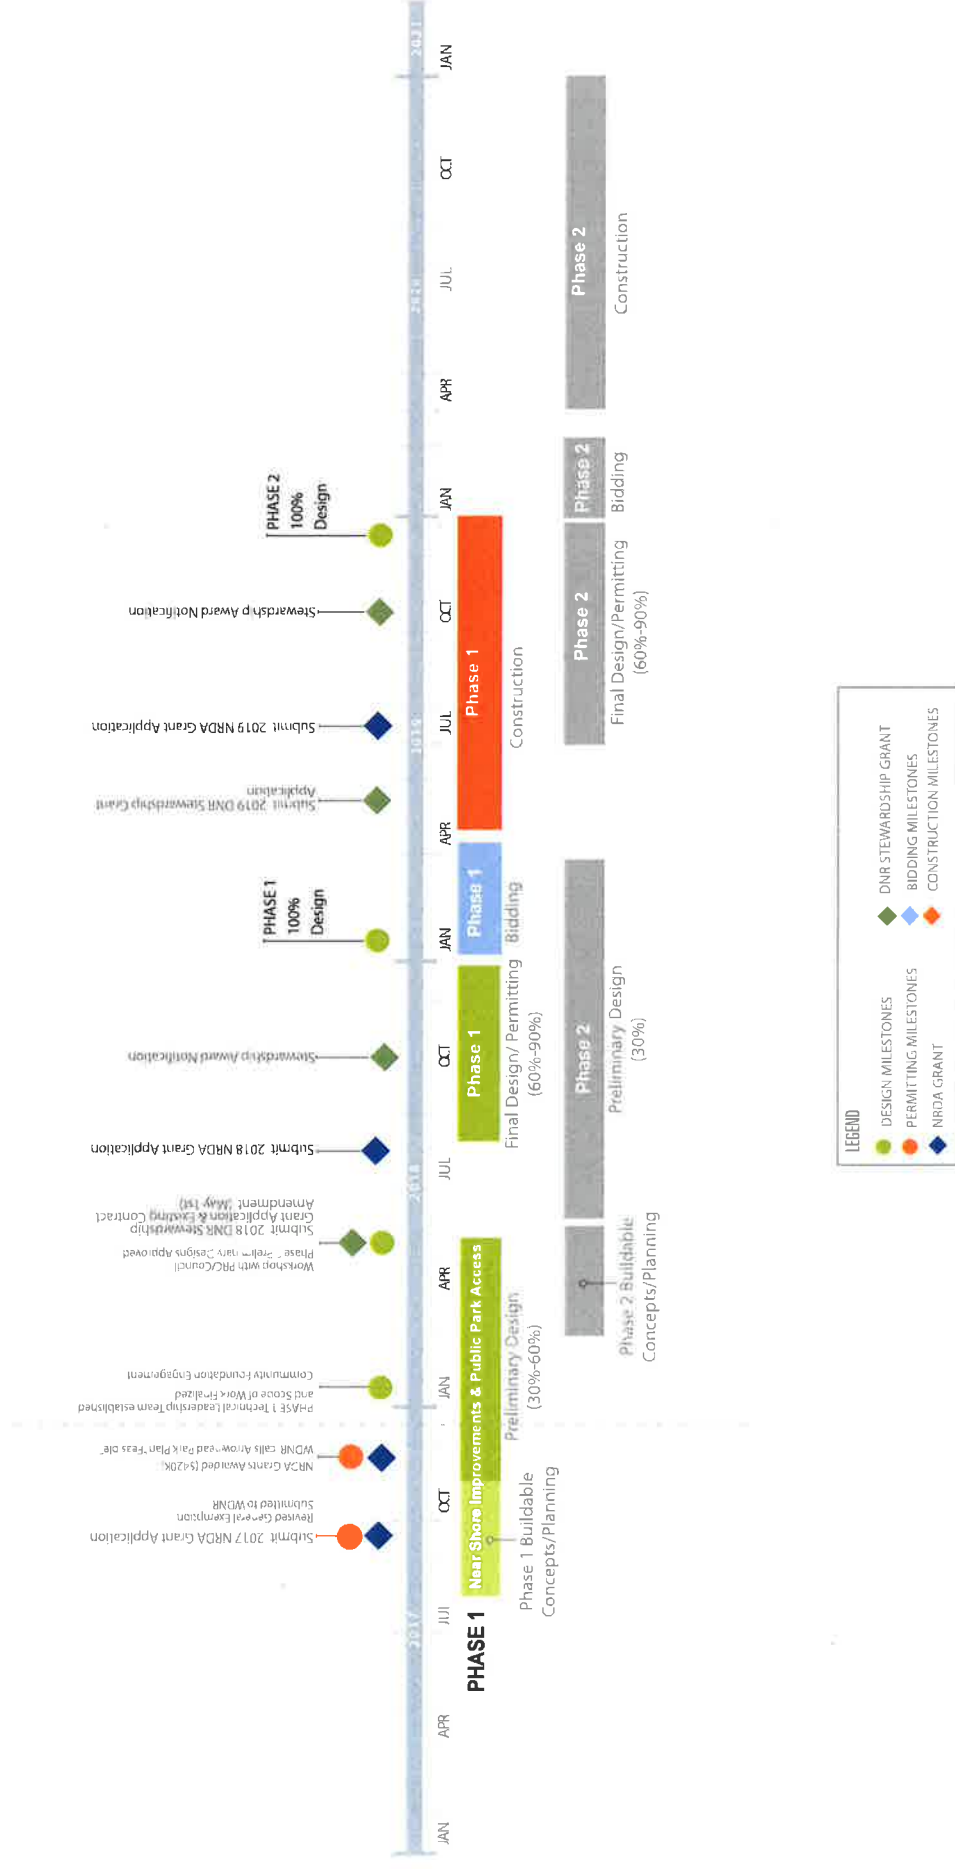 2017
2018
2019
2020
2021
JAN
APR
JUL
OCT
JAN
APR
JUL
OCT
JAN
APR
JUL
OCT
JAN
APR
JUL
OCT
JAN
Submit 2017 NRDA Grant Application
Revised General Exemption
Submitted to WDNR
NRDA Grants Awarded ($420K)
WDNR calls Arrowhead Park Plan
PHASE 1 Technical Leadership Team established
and Scope of Work Finalized
Community Foundation Engagement
Workshop with PRC/Council
Designs Approved
Submit 2018 DNR Stewardship
Grant Application & Existing Contract
Amendment (May 1st)
Submit 2018 NRDA Grant Application
Stewardship Award Notification
PHASE 1
100%
Design
Submit 2019 DNR Stewardship Grant
Application
Submit 2019 NRDA Grant Application
Stewardship Award Notification
PHASE 2
100%
Design
PHASE 1
Near Shore Improvements & Public Park Access
Phase 1 Buildable
Concepts/Planning
Preliminary Design
(30%-60%)
Phase 1
Final Design/ Permitting
(60%-90%)
Phase 1
Bidding
Phase 1
Construction
Phase 2 Buildable
Concepts/Planning
Phase 2
Preliminary Design
(30%)
Phase 2
Final Design/Permitting
(60%-90%)
Phase 2
Bidding
Phase 2
Construction
LEGEND
DESIGN MILESTONES
PERMITTING MILESTONES
NRDA GRANT
DNR STEWARDSHIP GRANT
BIDDING MILESTONES
CONSTRUCTION MILESTONES